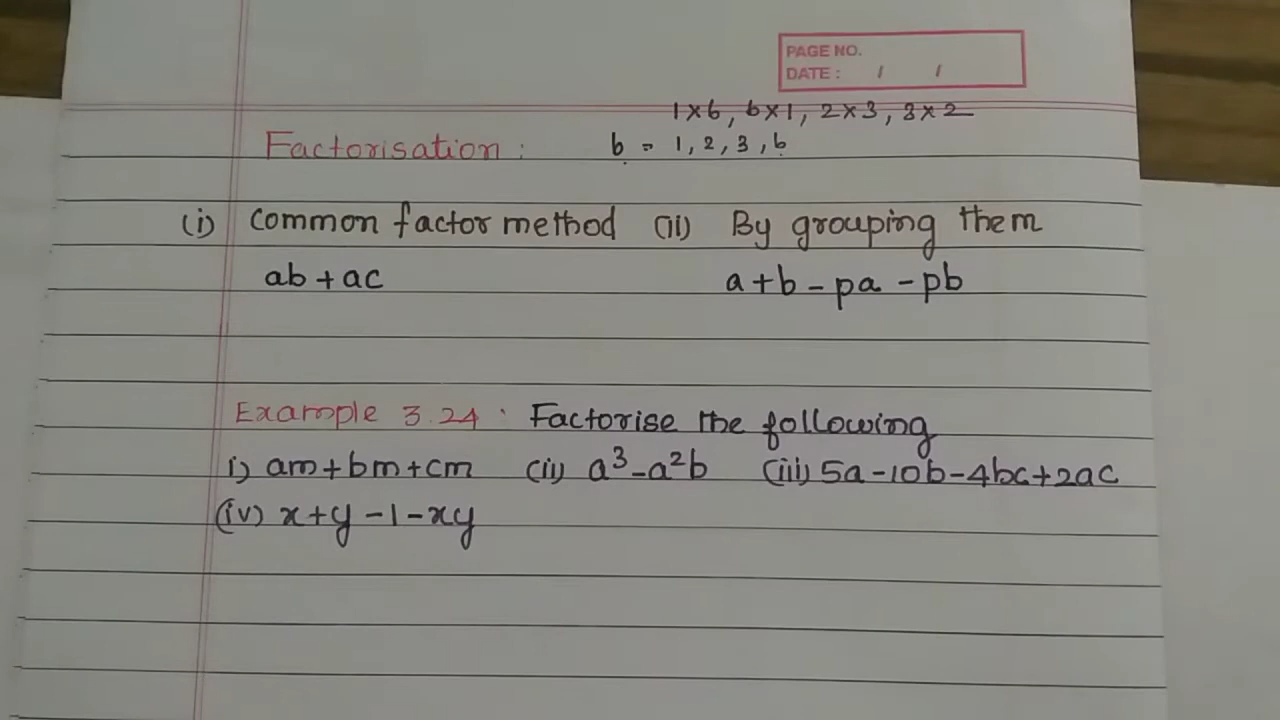 PAGE NO.
DATE : / /
1×6, 6×1, 2×3, 3×2
Factorisation : 6 = 1, 2, 3, 6
(i) common factor method (ii) By grouping them
ab + ac a + b - pa - pb
Example 3.24 . Factorise the following
i) am + bm + cm (ii) a³ - a²b (iii) 5a - 10b - 4bc + 2ac
(iv) x + y - 1 - xy